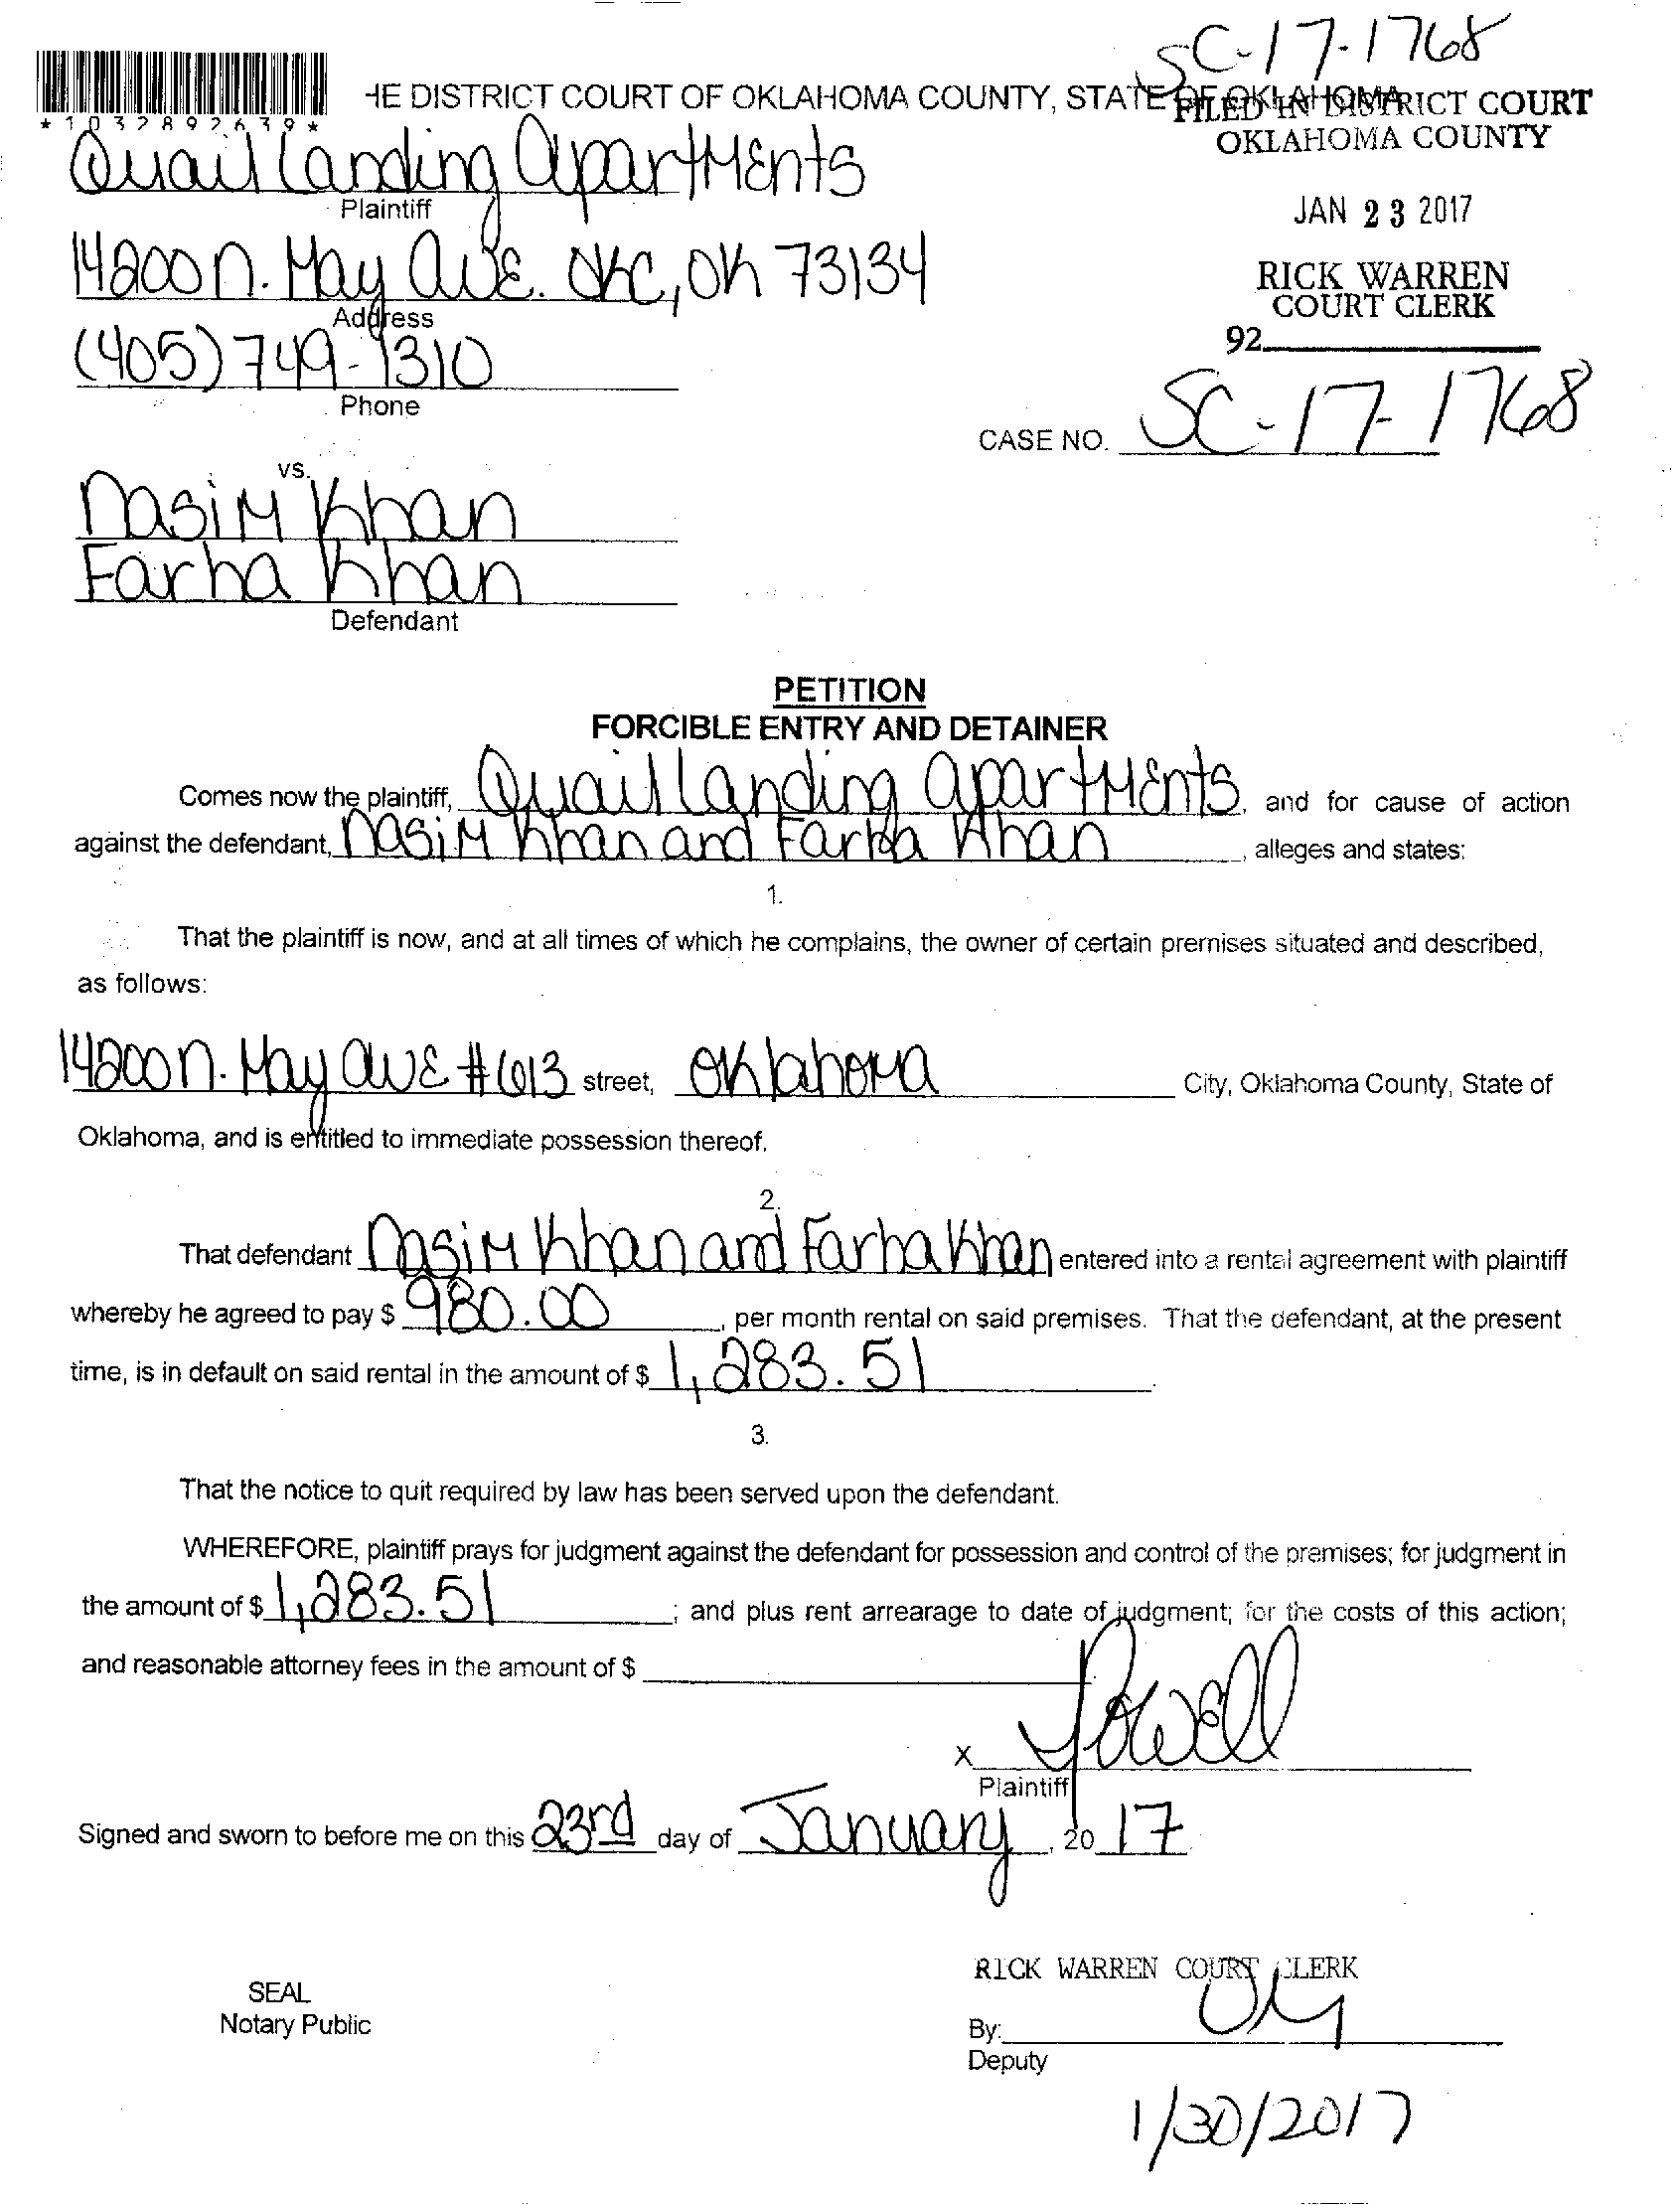 SC-17-1768
HE DISTRICT COURT OF OKLAHOMA COUNTY, STATE OF OKLAHOMA
FILED IN DISTRICT COURT
OKLAHOMA COUNTY
*1032892639*
Quail Landing Apartments
Plaintiff
JAN 23 2017
14200 N. May Ave. OKC, OK 73134
Address
RICK WARREN
COURT CLERK
92
(405) 749-1310
Phone
CASE NO. SC-17-1768
vs.
Nasim Khan
Farha Khan
Defendant
PETITION
FORCIBLE ENTRY AND DETAINER
Comes now the plaintiff, Quail Landing Apartments, and for cause of action
against the defendant, Nasim Khan and Farha Khan, alleges and states:
1.
That the plaintiff is now, and at all times of which he complains, the owner of certain premises situated and described,
as follows:
14200 N. May Ave #613 street, Oklahoma City, Oklahoma County, State of
Oklahoma, and is entitled to immediate possession thereof.
2.
That defendant Nasim Khan and Farha Khan entered into a rental agreement with plaintiff
whereby he agreed to pay $ 980.00, per month rental on said premises. That the defendant, at the present
time, is in default on said rental in the amount of $ 1,283.51.
3.
That the notice to quit required by law has been served upon the defendant.
WHEREFORE, plaintiff prays for judgment against the defendant for possession and control of the premises; for judgment in
the amount of $ 1,283.51; and plus rent arrearage to date of judgment; for the costs of this action;
and reasonable attorney fees in the amount of $
X Powell
Plaintiff
Signed and sworn to before me on this 23rd day of January, 20 17
RICK WARREN COURT CLERK
SEAL
Notary Public
By:
Deputy
1/30/2017